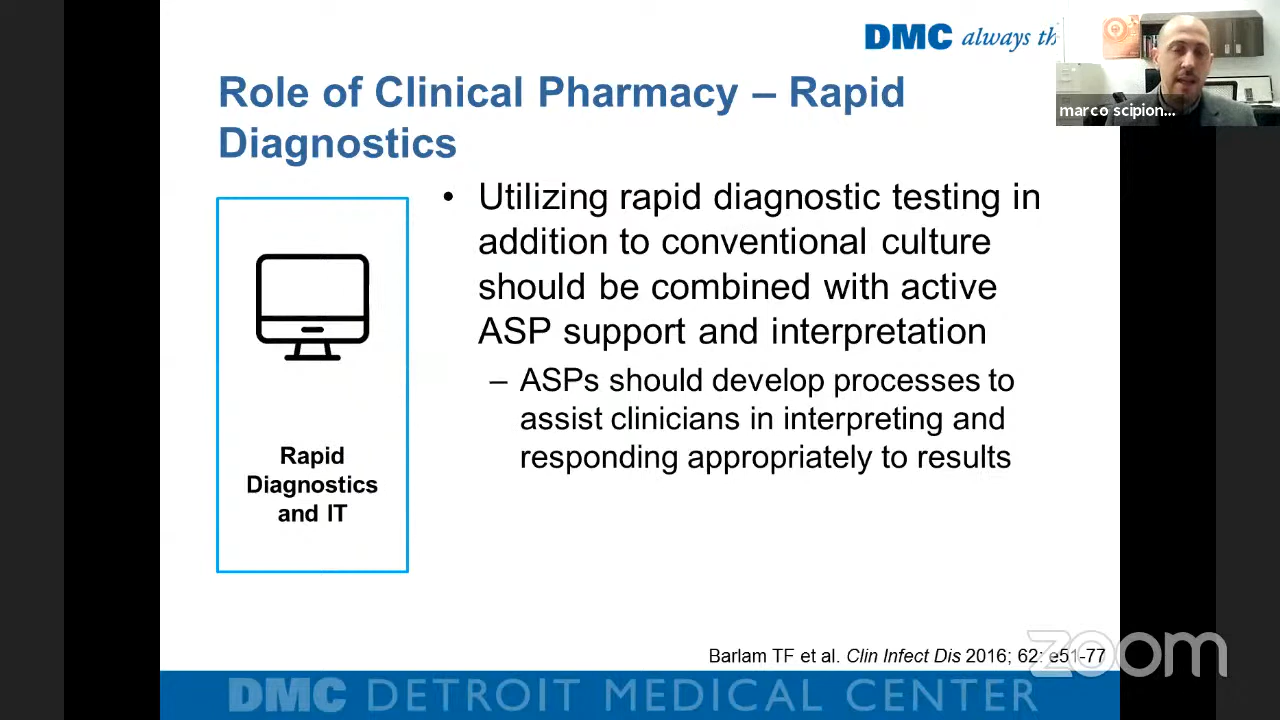 DMC always th
marco scipion...
Role of Clinical Pharmacy – Rapid
Diagnostics
• Utilizing rapid diagnostic testing in
addition to conventional culture
should be combined with active
ASP support and interpretation
– ASPs should develop processes to
assist clinicians in interpreting and
responding appropriately to results
Rapid
Diagnostics
and IT
Barlam TF et al. Clin Infect Dis 2016; 62: e51-77
zoom
DMC DETROIT MEDICAL CENTER